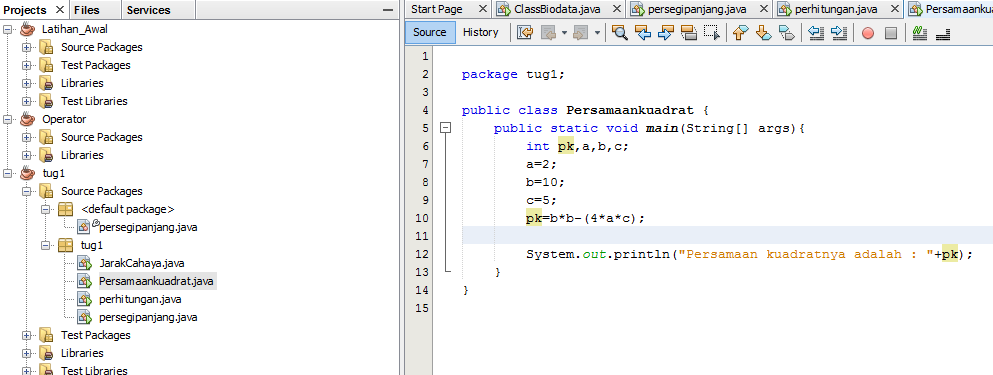 Projects
Files
Services
Latihan_Awal
Source Packages
Test Packages
Libraries
Test Libraries
Operator
Source Packages
Libraries
tug1
Source Packages
<default package>
persegipanjang.java
tug1
JarakCahaya.java
Persamaankuadrat.java
perhitungan.java
persegipanjang.java
Test Packages
Libraries
Test Libraries
Start Page
ClassBiodata.java
persegipanjang.java
perhitungan.java
Persamaanku
Source
History
1
2 package tug1;
3
4 public class Persamaankuadrat {
5 public static void main(String[] args){
6 int pk,a,b,c;
7 a=2;
8 b=10;
9 c=5;
10 pk=b*b-(4*a*c);
11
12 System.out.println("Persamaan kuadratnya adalah : "+pk);
13 }
14 }
15